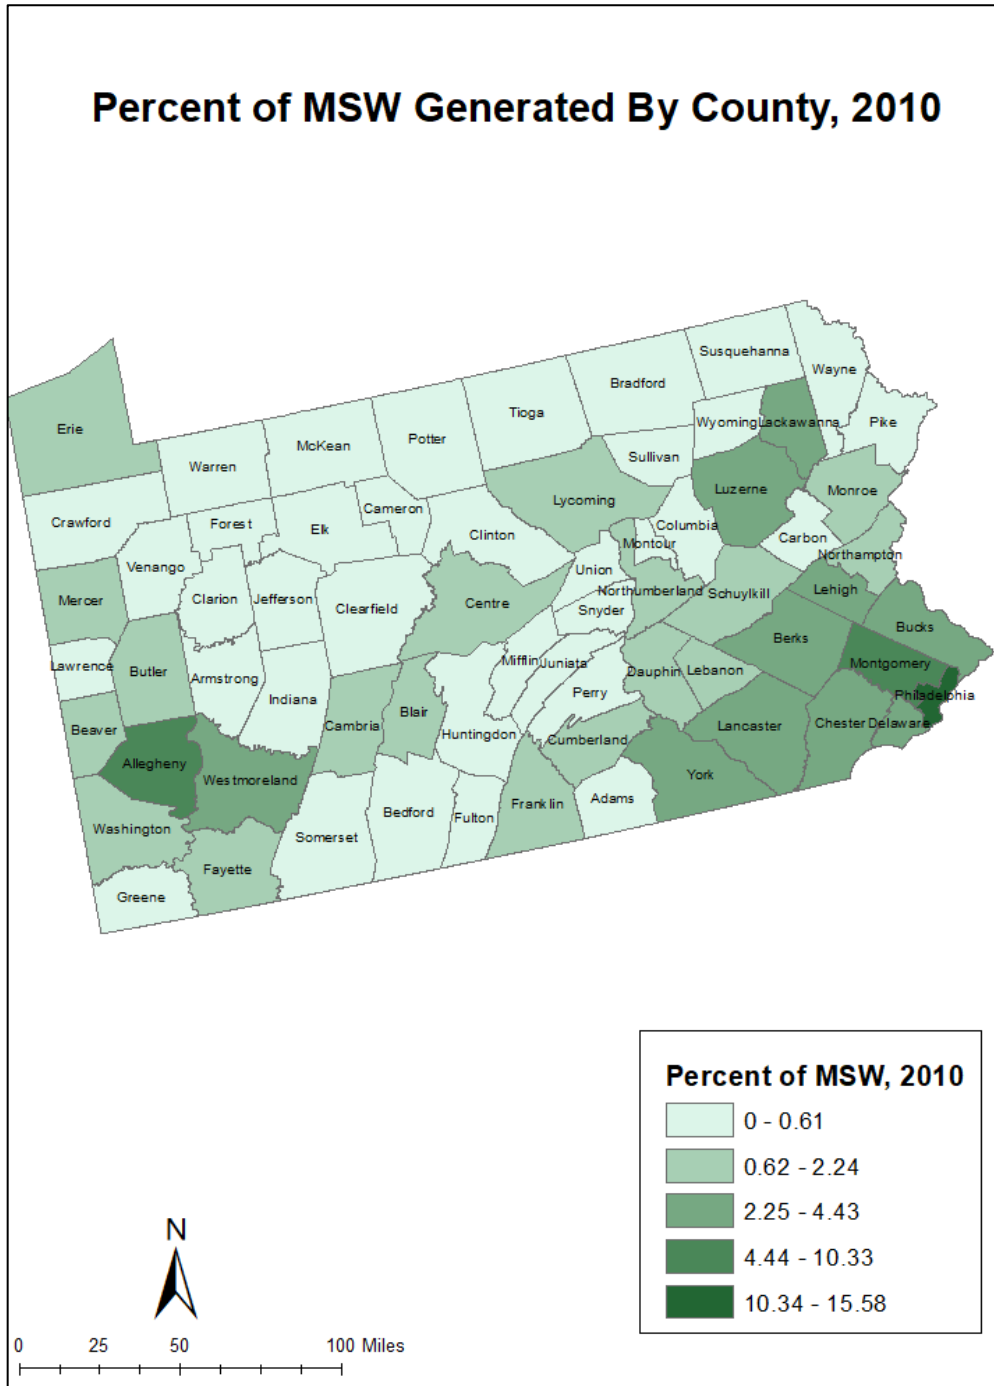 Percent of MSW Generated By County, 2010
Susquehanna
Wayne
Bradford
Tioga
Wyoming
Lackawanna
Pike
Erie
McKean
Potter
Warren
Sullivan
Luzerne
Monroe
Lycoming
Crawford
Forest
Cameron
Elk
Clinton
Columbia
Carbon
Montour
Northampton
Venango
Union
Mercer
Clarion
Jefferson
Clearfield
Centre
Northumberland
Schuylkill
Lehigh
Snyder
Bucks
Berks
Lawrence
Butler
Armstrong
Indiana
Mifflin
Juniata
Dauphin
Lebanon
Montgomery
Perry
Philadelphia
Beaver
Cambria
Blair
Huntingdon
Cumberland
Lancaster
Chester
Delaware
Allegheny
Westmoreland
York
Washington
Somerset
Bedford
Fulton
Franklin
Adams
Fayette
Greene
Percent of MSW, 2010
0 - 0.61
0.62 - 2.24
2.25 - 4.43
4.44 - 10.33
10.34 - 15.58
N
0 25 50 100 Miles